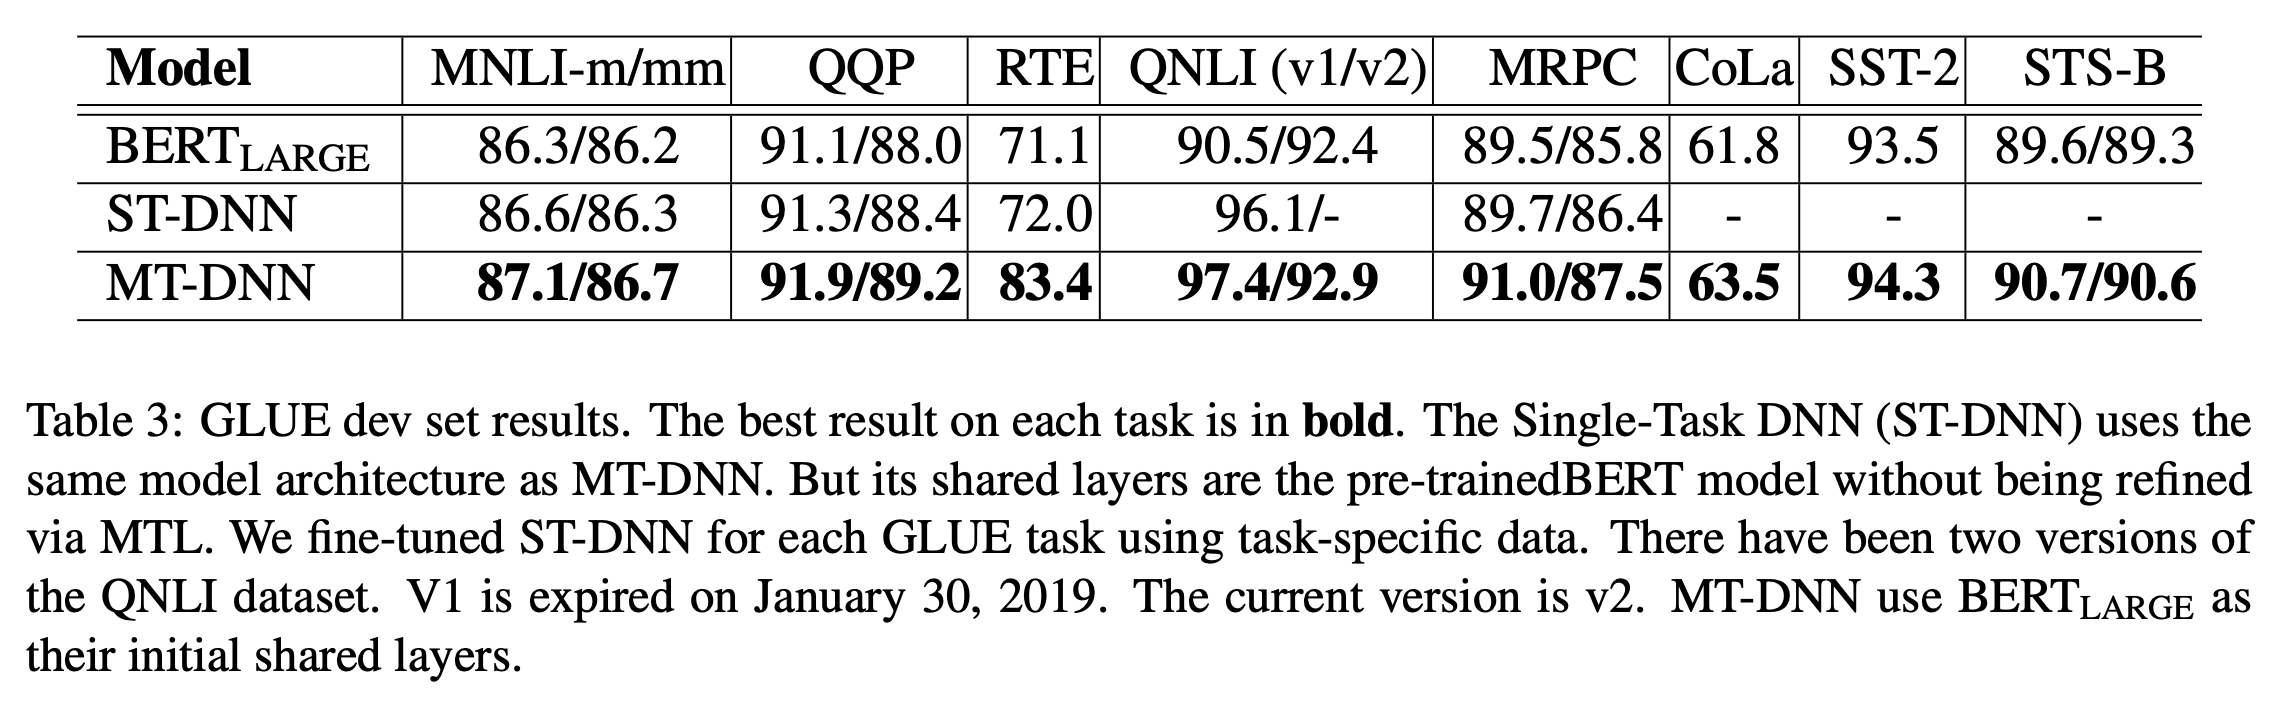 Model MNLI-m/mm QQP RTE QNLI (v1/v2) MRPC CoLa SST-2 STS-B
BERTLARGE 86.3/86.2 91.1/88.0 71.1 90.5/92.4 89.5/85.8 61.8 93.5 89.6/89.3
ST-DNN 86.6/86.3 91.3/88.4 72.0 96.1/- 89.7/86.4 - - -
MT-DNN 87.1/86.7 91.9/89.2 83.4 97.4/92.9 91.0/87.5 63.5 94.3 90.7/90.6
Table 3: GLUE dev set results. The best result on each task is in bold. The Single-Task DNN (ST-DNN) uses the
same model architecture as MT-DNN. But its shared layers are the pre-trainedBERT model without being refined
via MTL. We fine-tuned ST-DNN for each GLUE task using task-specific data. There have been two versions of
the QNLI dataset. V1 is expired on January 30, 2019. The current version is v2. MT-DNN use BERTLARGE as
their initial shared layers.